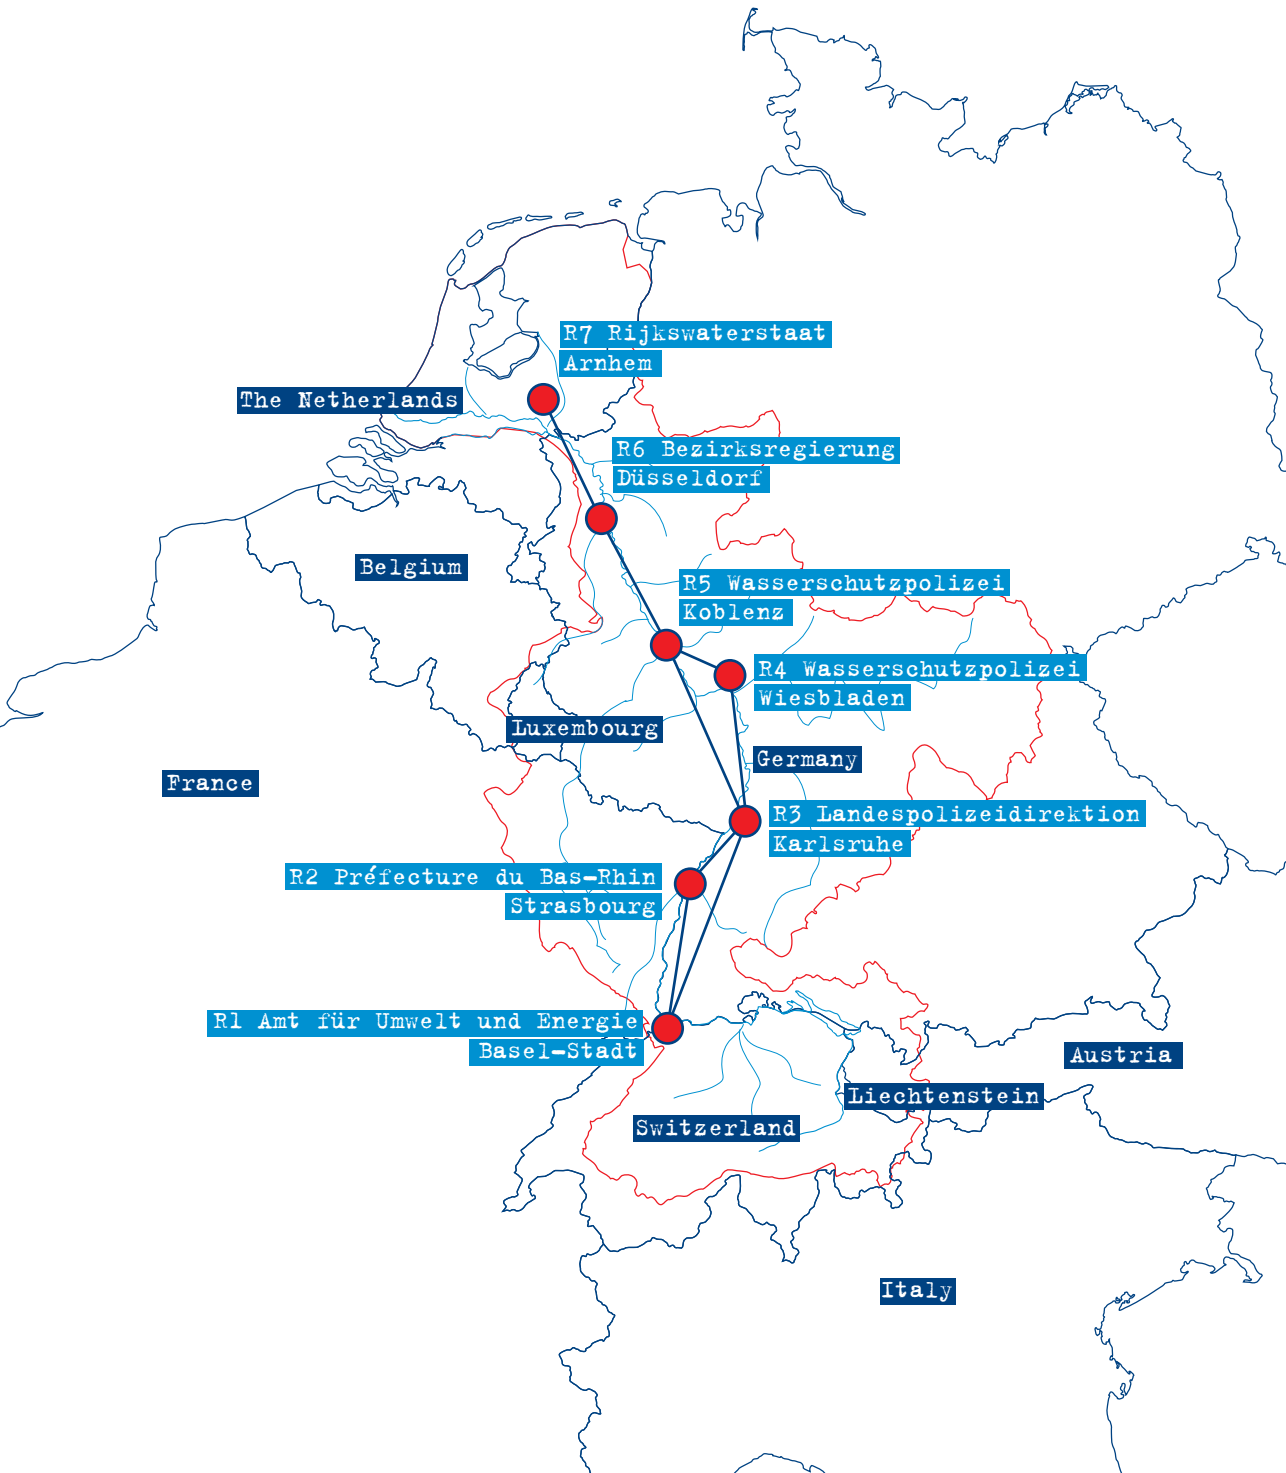 R7 Rijkswaterstaat
Arnhem
The Netherlands
R6 Bezirksregierung
Düsseldorf
Belgium
R5 Wasserschutzpolizei
Koblenz
R4 Wasserschutzpolizei
Wiesbladen
Luxembourg
Germany
France
R3 Landespolizeidirektion
Karlsruhe
R2 Préfecture du Bas-Rhin
Strasbourg
R1 Amt für Umwelt und Energie
Basel-Stadt
Austria
Liechtenstein
Switzerland
Italy